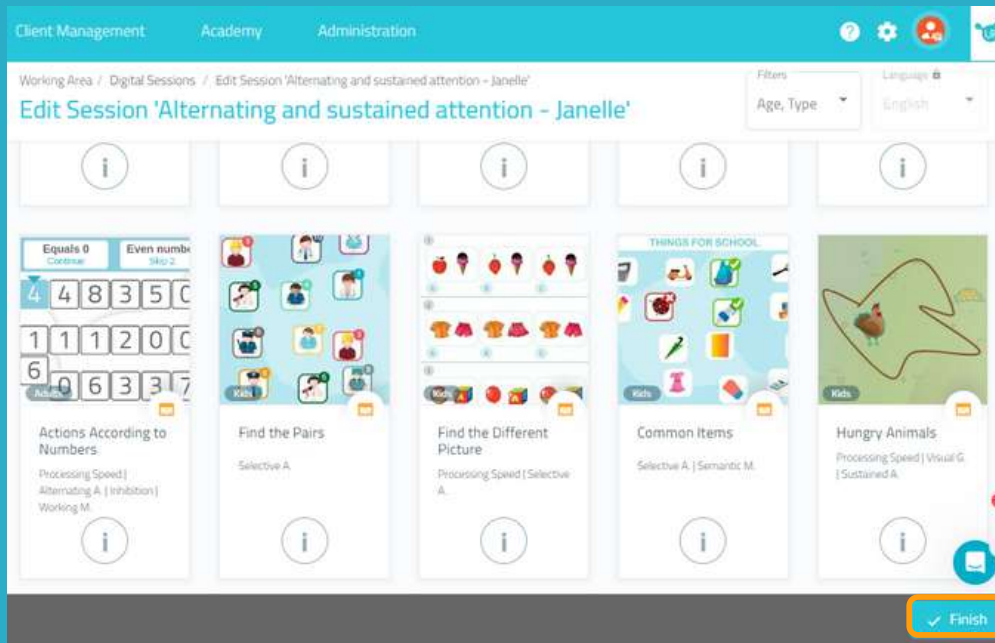 Client Management Academy Administration
Working Area / Digital Sessions / Edit Session 'Alternating and sustained attention - Janelle'
Edit Session 'Alternating and sustained attention - Janelle'
Filters
Age, Type
Language
English
Equals 0
Continue
Even numbe
Skip 2
4 4 8 3 5 0
1 1 1 2 0 0
6 0 6 3 3 7
Adults
Actions According to
Numbers
Processing Speed |
Alternating A. | Inhibition |
Working M.
Kids
Find the Pairs
Selective A.
Kids
Find the Different
Picture
Processing Speed | Selective
A.
THINGS FOR SCHOOL
Kids
Common Items
Selective A. | Semantic M.
Kids
Hungry Animals
Processing Speed | Visual G.
| Sustained A.
Finish